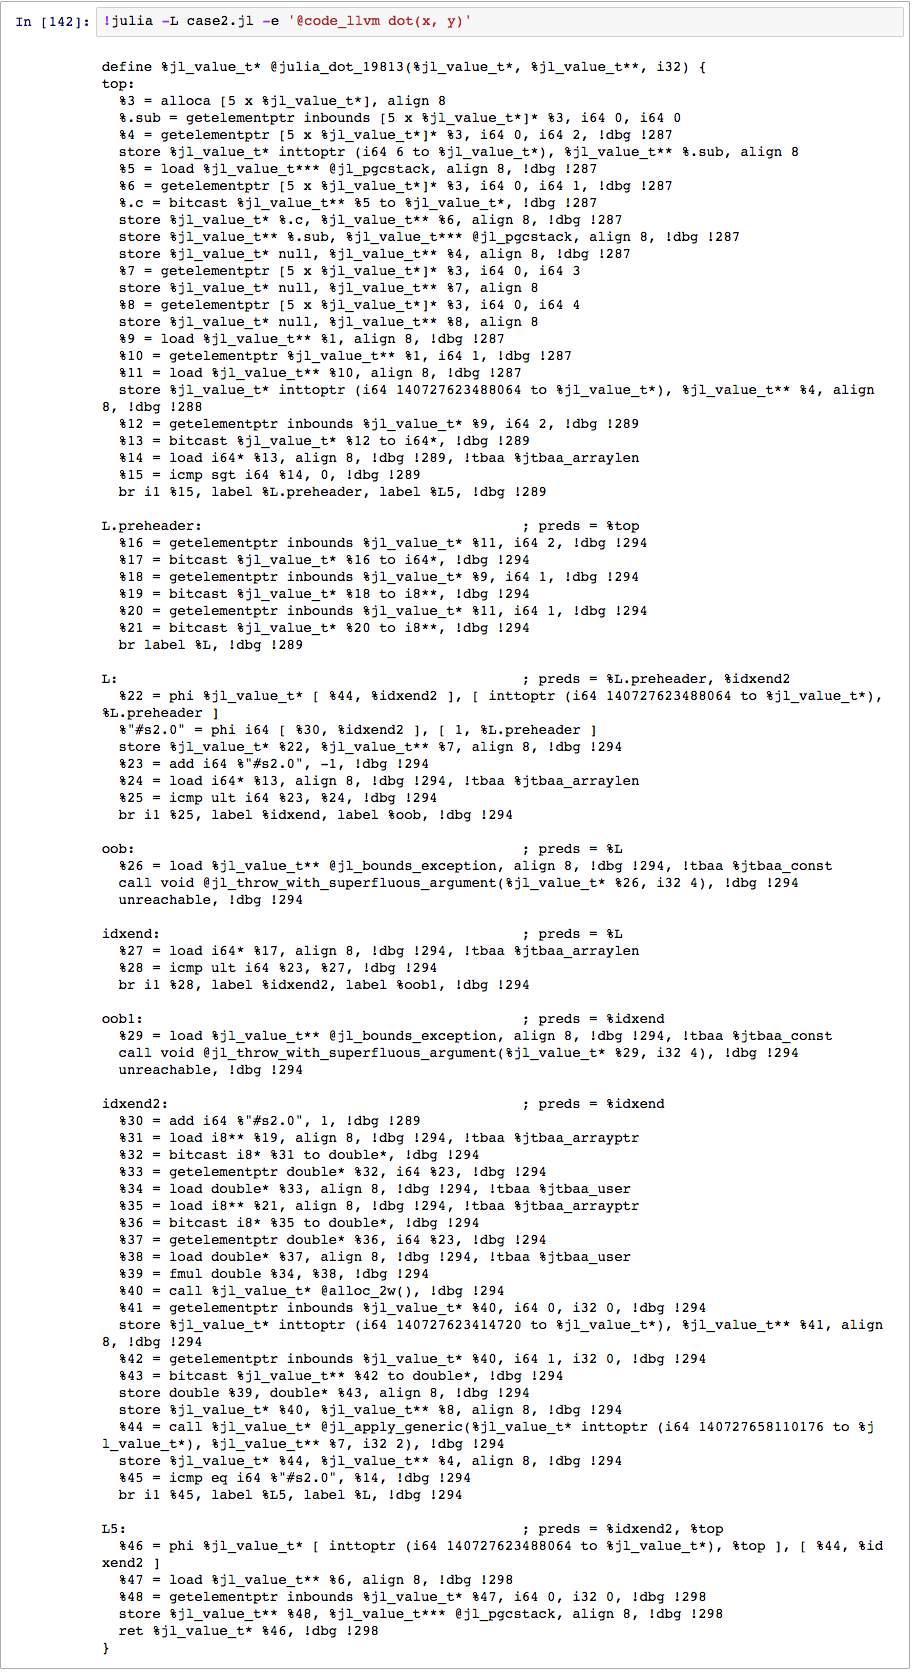 In [142]: !julia -L case2.jl -e '@code_llvm dot(x, y)'
define %jl_value_t* @julia_dot_19813(%jl_value_t*, %jl_value_t**, i32) {
top:
  %3 = alloca [5 x %jl_value_t*], align 8
  %.sub = getelementptr inbounds [5 x %jl_value_t*]* %3, i64 0, i64 0
  %4 = getelementptr [5 x %jl_value_t*]* %3, i64 0, i64 2, !dbg !287
  store %jl_value_t* inttoptr (i64 6 to %jl_value_t*), %jl_value_t** %.sub, align 8
  %5 = load %jl_value_t*** @jl_pgcstack, align 8, !dbg !287
  %6 = getelementptr [5 x %jl_value_t*]* %3, i64 0, i64 1, !dbg !287
  %.c = bitcast %jl_value_t** %5 to %jl_value_t*, !dbg !287
  store %jl_value_t* %.c, %jl_value_t** %6, align 8, !dbg !287
  store %jl_value_t** %.sub, %jl_value_t*** @jl_pgcstack, align 8, !dbg !287
  store %jl_value_t* null, %jl_value_t** %4, align 8, !dbg !287
  %7 = getelementptr [5 x %jl_value_t*]* %3, i64 0, i64 3
  store %jl_value_t* null, %jl_value_t** %7, align 8
  %8 = getelementptr [5 x %jl_value_t*]* %3, i64 0, i64 4
  store %jl_value_t* null, %jl_value_t** %8, align 8
  %9 = load %jl_value_t** %1, align 8, !dbg !287
  %10 = getelementptr %jl_value_t** %1, i64 1, !dbg !287
  %11 = load %jl_value_t** %10, align 8, !dbg !287
  store %jl_value_t* inttoptr (i64 140727623488064 to %jl_value_t*), %jl_value_t** %4, align
8, !dbg !288
  %12 = getelementptr inbounds %jl_value_t* %9, i64 2, !dbg !289
  %13 = bitcast %jl_value_t* %12 to i64*, !dbg !289
  %14 = load i64* %13, align 8, !dbg !289, !tbaa %jtbaa_arraylen
  %15 = icmp sgt i64 %14, 0, !dbg !289
  br i1 %15, label %L.preheader, label %L5, !dbg !289
L.preheader:                                      ; preds = %top
  %16 = getelementptr inbounds %jl_value_t* %11, i64 2, !dbg !294
  %17 = bitcast %jl_value_t* %16 to i64*, !dbg !294
  %18 = getelementptr inbounds %jl_value_t* %9, i64 1, !dbg !294
  %19 = bitcast %jl_value_t* %18 to i8**, !dbg !294
  %20 = getelementptr inbounds %jl_value_t* %11, i64 1, !dbg !294
  %21 = bitcast %jl_value_t* %20 to i8**, !dbg !294
  br label %L, !dbg !289
L:                                                ; preds = %L.preheader, %idxend2
  %22 = phi %jl_value_t* [ %44, %idxend2 ], [ inttoptr (i64 140727623488064 to %jl_value_t*),
%L.preheader ]
  %"#s2.0" = phi i64 [ %30, %idxend2 ], [ 1, %L.preheader ]
  store %jl_value_t* %22, %jl_value_t** %7, align 8, !dbg !294
  %23 = add i64 %"#s2.0", -1, !dbg !294
  %24 = load i64* %13, align 8, !dbg !294, !tbaa %jtbaa_arraylen
  %25 = icmp ult i64 %23, %24, !dbg !294
  br i1 %25, label %idxend, label %oob, !dbg !294
oob:                                              ; preds = %L
  %26 = load %jl_value_t** @jl_bounds_exception, align 8, !dbg !294, !tbaa %jtbaa_const
  call void @jl_throw_with_superfluous_argument(%jl_value_t* %26, i32 4), !dbg !294
  unreachable, !dbg !294
idxend:                                           ; preds = %L
  %27 = load i64* %17, align 8, !dbg !294, !tbaa %jtbaa_arraylen
  %28 = icmp ult i64 %23, %27, !dbg !294
  br i1 %28, label %idxend2, label %oob1, !dbg !294
oob1:                                             ; preds = %idxend
  %29 = load %jl_value_t** @jl_bounds_exception, align 8, !dbg !294, !tbaa %jtbaa_const
  call void @jl_throw_with_superfluous_argument(%jl_value_t* %29, i32 4), !dbg !294
  unreachable, !dbg !294
idxend2:                                          ; preds = %idxend
  %30 = add i64 %"#s2.0", 1, !dbg !289
  %31 = load i8** %19, align 8, !dbg !294, !tbaa %jtbaa_arrayptr
  %32 = bitcast i8* %31 to double*, !dbg !294
  %33 = getelementptr double* %32, i64 %23, !dbg !294
  %34 = load double* %33, align 8, !dbg !294, !tbaa %jtbaa_user
  %35 = load i8** %21, align 8, !dbg !294, !tbaa %jtbaa_arrayptr
  %36 = bitcast i8* %35 to double*, !dbg !294
  %37 = getelementptr double* %36, i64 %23, !dbg !294
  %38 = load double* %37, align 8, !dbg !294, !tbaa %jtbaa_user
  %39 = fmul double %34, %38, !dbg !294
  %40 = call %jl_value_t* @alloc_2w(), !dbg !294
  %41 = getelementptr inbounds %jl_value_t* %40, i64 0, i32 0, !dbg !294
  store %jl_value_t* inttoptr (i64 140727623414720 to %jl_value_t*), %jl_value_t** %41, align
8, !dbg !294
  %42 = getelementptr inbounds %jl_value_t* %40, i64 1, i32 0, !dbg !294
  %43 = bitcast %jl_value_t** %42 to double*, !dbg !294
  store double %39, double* %43, align 8, !dbg !294
  store %jl_value_t* %40, %jl_value_t** %8, align 8, !dbg !294
  %44 = call %jl_value_t* @jl_apply_generic(%jl_value_t* inttoptr (i64 140727658110176 to %j
l_value_t*), %jl_value_t** %7, i32 2), !dbg !294
  store %jl_value_t* %44, %jl_value_t** %4, align 8, !dbg !294
  %45 = icmp eq i64 %"#s2.0", %14, !dbg !294
  br i1 %45, label %L5, label %L, !dbg !294
L5:                                               ; preds = %idxend2, %top
  %46 = phi %jl_value_t* [ inttoptr (i64 140727623488064 to %jl_value_t*), %top ], [ %44, %id
xend2 ]
  %47 = load %jl_value_t** %6, align 8, !dbg !298
  %48 = getelementptr inbounds %jl_value_t* %47, i64 0, i32 0, !dbg !298
  store %jl_value_t** %48, %jl_value_t*** @jl_pgcstack, align 8, !dbg !298
  ret %jl_value_t* %46, !dbg !298
}